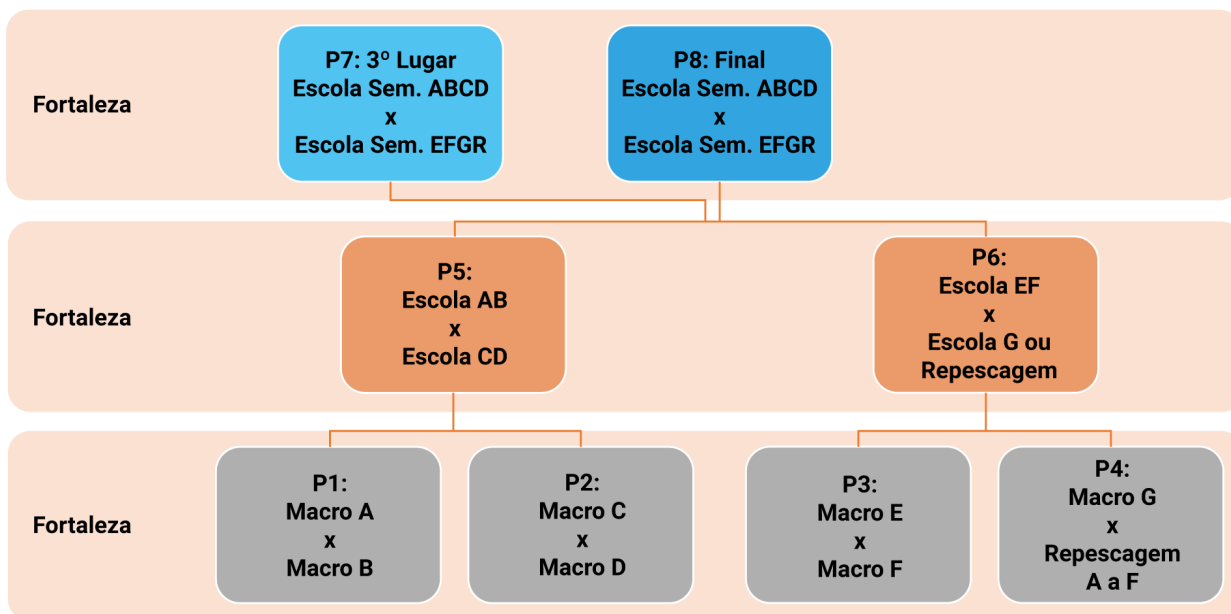 Fortaleza
P7: 3º Lugar
Escola Sem. ABCD
x
Escola Sem. EFGR
P8: Final
Escola Sem. ABCD
x
Escola Sem. EFGR
Fortaleza
P5:
Escola AB
x
Escola CD
P6:
Escola EF
x
Escola G ou
Repescagem
Fortaleza
P1:
Macro A
x
Macro B
P2:
Macro C
x
Macro D
P3:
Macro E
x
Macro F
P4:
Macro G
x
Repescagem
A a F